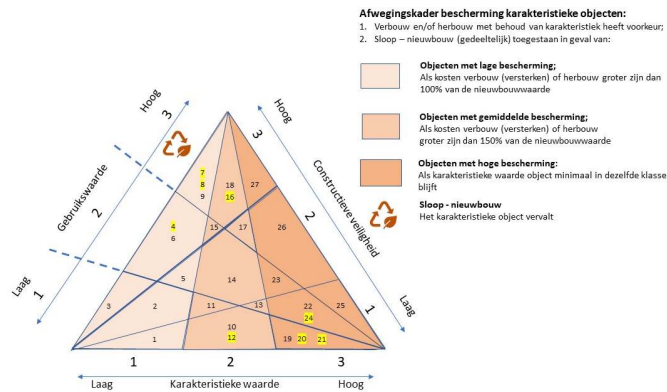 Afwegingskader bescherming karakteristieke objecten:
1. Verbouw en/of herbouw met behoud van karakteristiek heeft voorkeur;
2. Sloop – nieuwbouw (gedeeltelijk) toegestaan in geval van:
Objecten met lage bescherming;
Als kosten verbouw (versterken) of herbouw groter zijn dan
100% van de nieuwbouwwaarde
Objecten met gemiddelde bescherming;
Als kosten verbouw (versterken) of herbouw
groter zijn dan 150% van de nieuwbouwwaarde
Objecten met hoge bescherming:
Als karakteristieke waarde object minimaal in dezelfde klasse
blijft
Sloop - nieuwbouw
Het karakteristieke object vervalt
Hoog
3
Gebruikswaarde
2
Laag
1
Hoog
3
Constructieve veiligheid
2
Laag
1
7
8 18 27
9 16
4 15 17 26
6
5 14 23
3 2 11 13 22 25
24
10
1 12 19 20 21
1 2 3
Laag Karakteristieke waarde Hoog